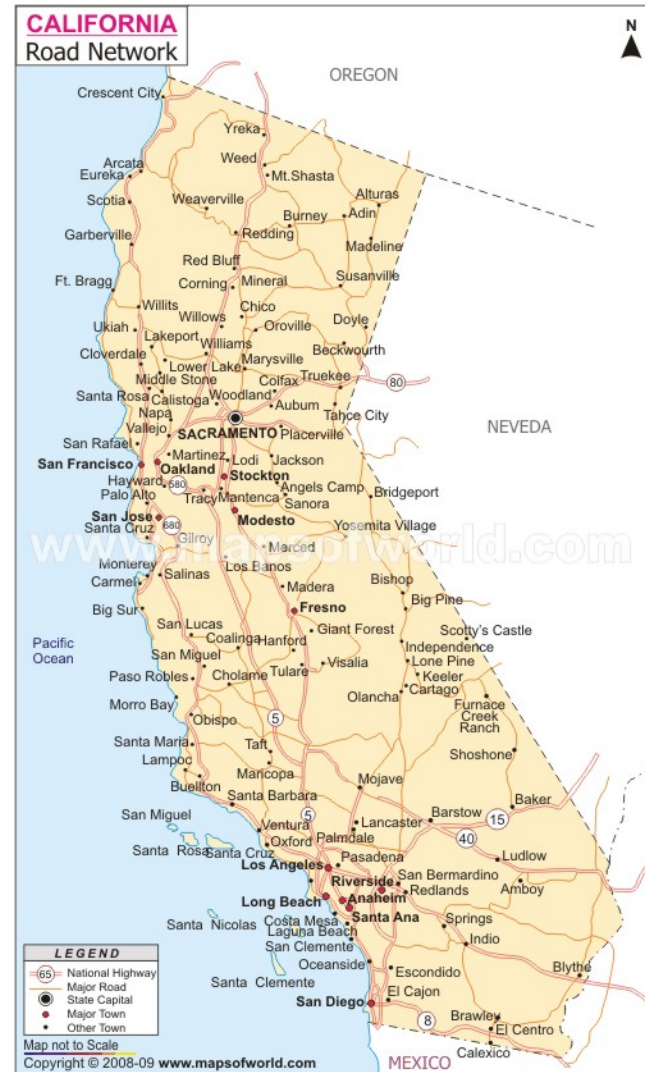 CALIFORNIA
Road Network
N
OREGON
Crescent City
Yreka
Weed
Mt.Shasta
Arcata
Eureka
Scotia
Weaverville
Alturas
Adin
Burney
Redding
Garberville
Madeline
Red Bluff
Susanville
Ft. Bragg
Corning
Mineral
Willits
Willows
Chico
Ukiah
Oroville
Doyle
Lakeport
Williams
Beckwourth
Cloverdale
Lower Lake
Marysville
Middle Stone
Colfax
Truekee
80
Santa Rosa
Calistoga
Woodland
Auburn
Tahce City
Napa
Vallejo
SACRAMENTO
Placerville
NEVEDA
San Rafael
Martinez
Lodi
Jackson
San Francisco
Oakland
Stockton
Hayward
580
Angels Camp
Palo Alto
Tracy
Mantenca
Sanora
Bridgeport
San Jose
680
Modesto
Santa Cruz
Gilroy
Yosemita Village
www.mapsofworld.com
Merced
Monterey
Salinas
Los Banos
Carmel
Madera
Bishop
Big Sur
Fresno
Big Pine
San Lucas
Giant Forest
Scotty's Castle
Pacific
Ocean
Coalinga
Hanford
Independence
San Miguel
Tulare
Visalia
Lone Pine
Keeler
Paso Robles
Cholame
Olancha
Cartago
Furnace
Creek
Ranch
Morro Bay
Obispo
5
Santa Maria
Taft
Shoshone
Lampoc
Maricopa
Buellton
Mojave
Santa Barbara
Baker
San Miguel
5
Barstow
15
Ventura
Lancaster
40
Santa Rosa
Santa Cruz
Oxford
Palmdale
Pasadena
Ludlow
Los Angeles
Riverside
San Bernardino
Amboy
Long Beach
Anaheim
Redlands
Santa Nicolas
Costa Mesa
Santa Ana
Laguna Beach
Springs
San Clemente
Indio
Santa Clemente
Oceanside
Escondido
Blythe
San Diego
El Cajon
8
Brawley
El Centro
Calexico
MEXICO
LEGEND
65 National Highway
Major Road
State Capital
Major Town
Other Town
Map not to Scale
Copyright © 2008-09 www.mapsofworld.com